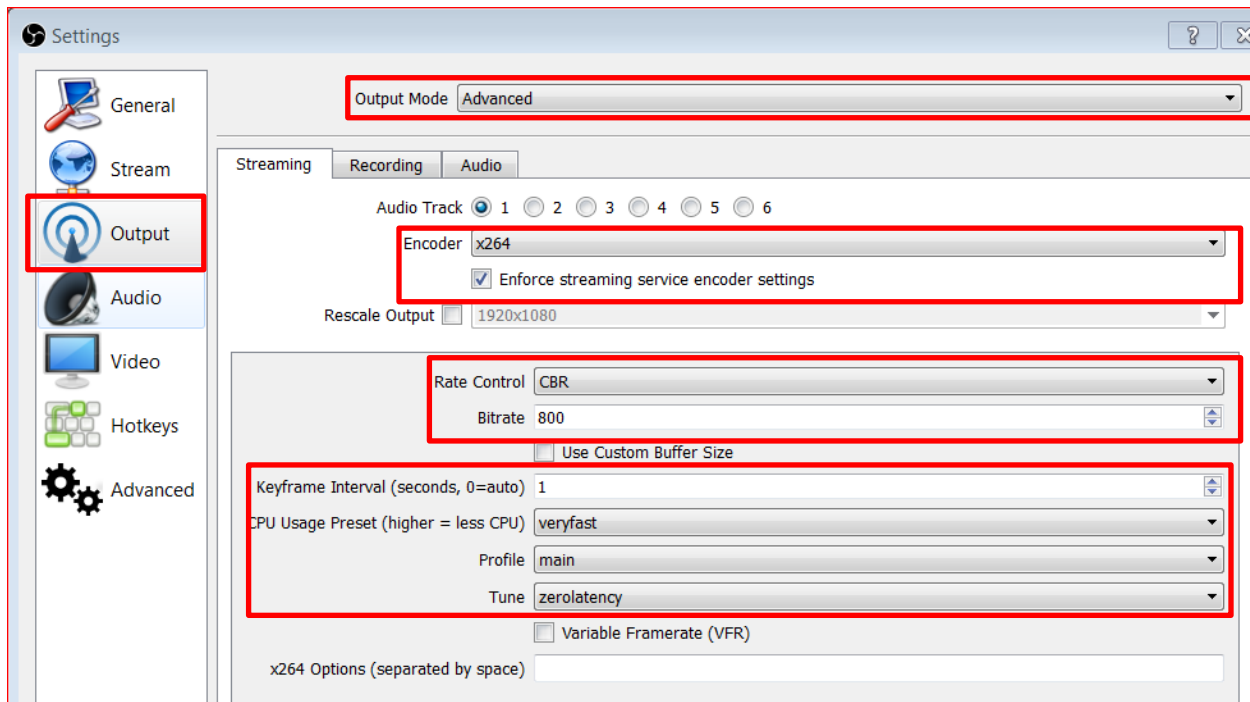 Settings
General
Stream
Output
Audio
Video
Hotkeys
Advanced
Output Mode Advanced
Streaming Recording Audio
Audio Track 1 2 3 4 5 6
Encoder x264
Enforce streaming service encoder settings
Rescale Output 1920x1080
Rate Control CBR
Bitrate 800
Use Custom Buffer Size
Keyframe Interval (seconds, 0=auto) 1
CPU Usage Preset (higher = less CPU) veryfast
Profile main
Tune zerolatency
Variable Framerate (VFR)
x264 Options (separated by space)